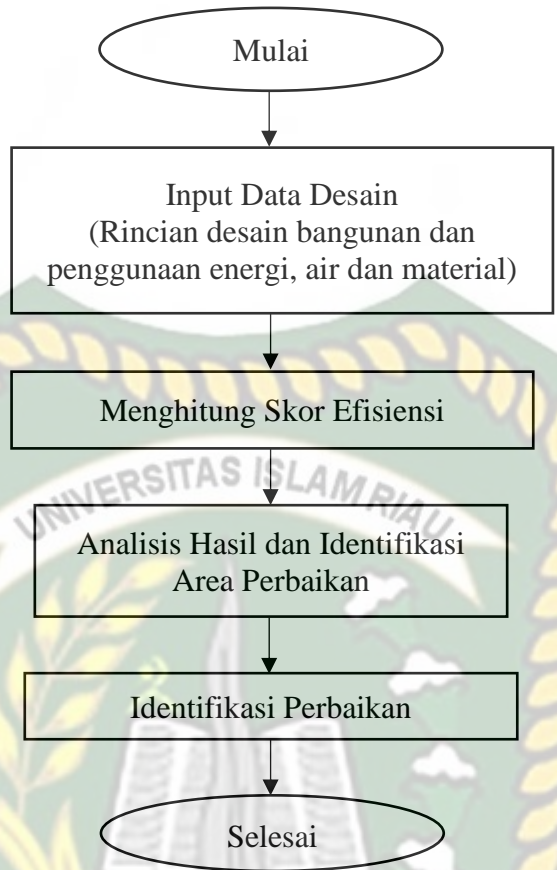 Mulai
Input Data Desain
(Rincian desain bangunan dan
penggunaan energi, air dan material)
Menghitung Skor Efisiensi
UNIVERSITAS ISLAM RIAU
Analisis Hasil dan Identifikasi
Area Perbaikan
Identifikasi Perbaikan
Selesai